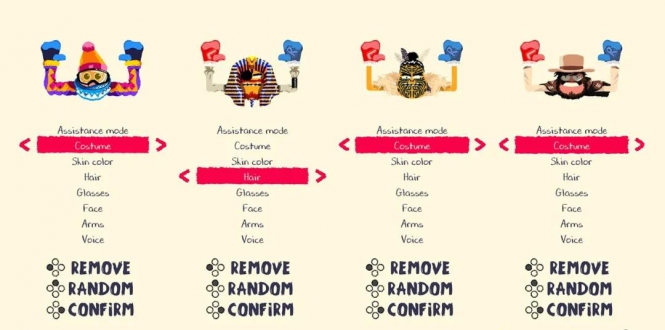 Assistance mode
Costume
Skin color
Hair
Glasses
Face
Arms
Voice
REMOVE
RANDOM
CONFIRM
Assistance mode
Costume
Skin color
Hair
Glasses
Face
Arms
Voice
REMOVE
RANDOM
CONFIRM
Assistance mode
Costume
Skin color
Hair
Glasses
Face
Arms
Voice
REMOVE
RANDOM
CONFIRM
Assistance mode
Costume
Skin color
Hair
Glasses
Face
Arms
Voice
REMOVE
RANDOM
CONFIRM